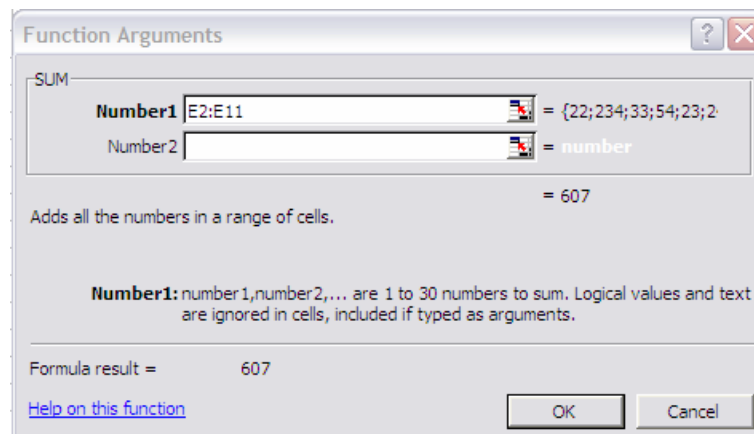 Function Arguments
SUM
Number1 E2:E11 = {22;234;33;54;23;2
Number2 = number
= 607
Adds all the numbers in a range of cells.
Number1: number1,number2,... are 1 to 30 numbers to sum. Logical values and text
are ignored in cells, included if typed as arguments.
Formula result = 607
Help on this function OK Cancel